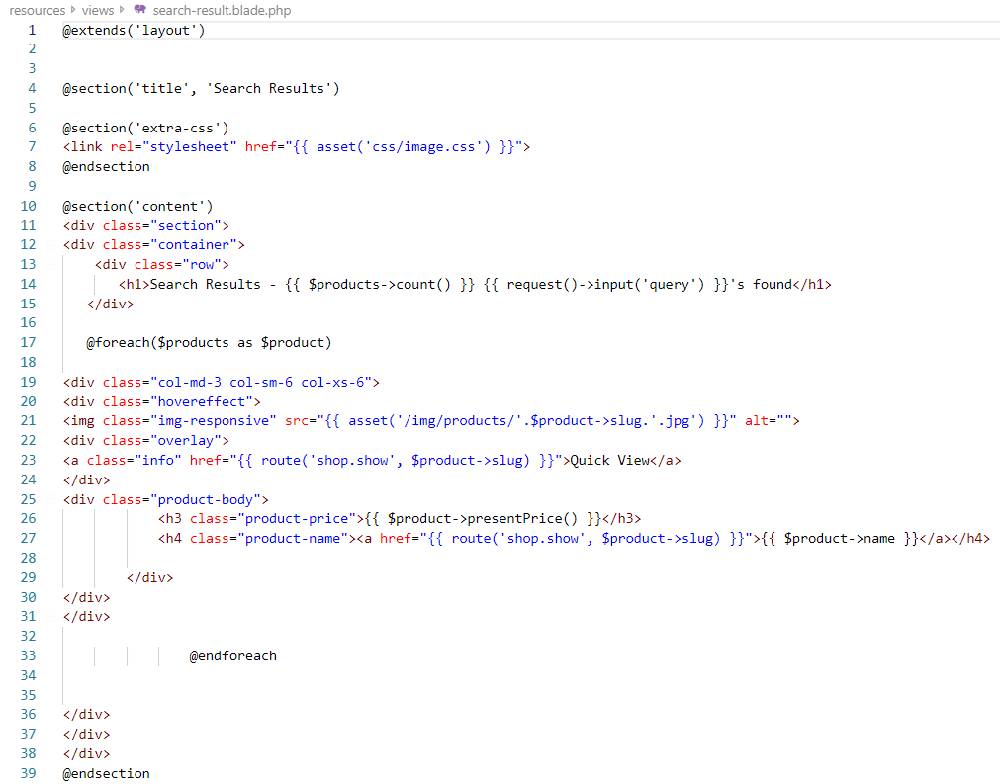 resources > views > search-result.blade.php
1 @extends('layout')
2
3
4 @section('title', 'Search Results')
5
6 @section('extra-css')
7 <link rel="stylesheet" href="{{ asset('css/image.css') }}">
8 @endsection
9
10 @section('content')
11 <div class="section">
12 <div class="container">
13     <div class="row">
14        <h1>Search Results - {{ $products->count() }} {{ request()->input('query') }}'s found</h1>
15    </div>
16
17    @foreach($products as $product)
18
19 <div class="col-md-3 col-sm-6 col-xs-6">
20 <div class="hovereffect">
21 <img class="img-responsive" src="{{ asset('/img/products/'.$product->slug.'.jpg') }}" alt="">
22 <div class="overlay">
23 <a class="info" href="{{ route('shop.show', $product->slug) }}">Quick View</a>
24 </div>
25 <div class="product-body">
26             <h3 class="product-price">{{ $product->presentPrice() }}</h3>
27             <h4 class="product-name"><a href="{{ route('shop.show', $product->slug) }}">{{ $product->name }}</a></h4>
28
29         </div>
30 </div>
31 </div>
32
33                 @endforeach
34
35
36 </div>
37 </div>
38 </div>
39 @endsection